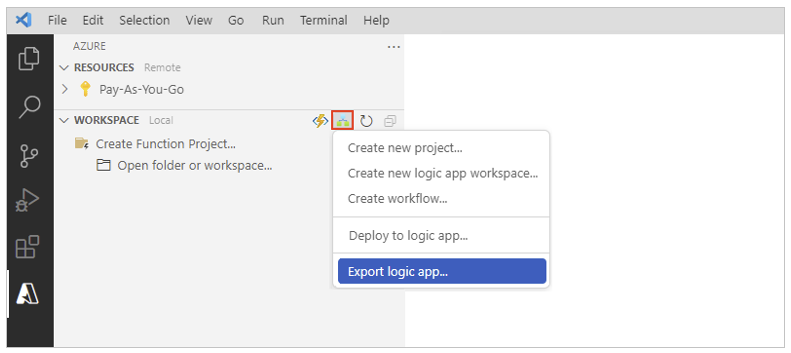 File Edit Selection View Go Run Terminal Help
AZURE
RESOURCES Remote
Pay-As-You-Go
WORKSPACE Local
Create Function Project...
Open folder or workspace...
Create new project...
Create new logic app workspace...
Create workflow...
Deploy to logic app...
Export logic app...